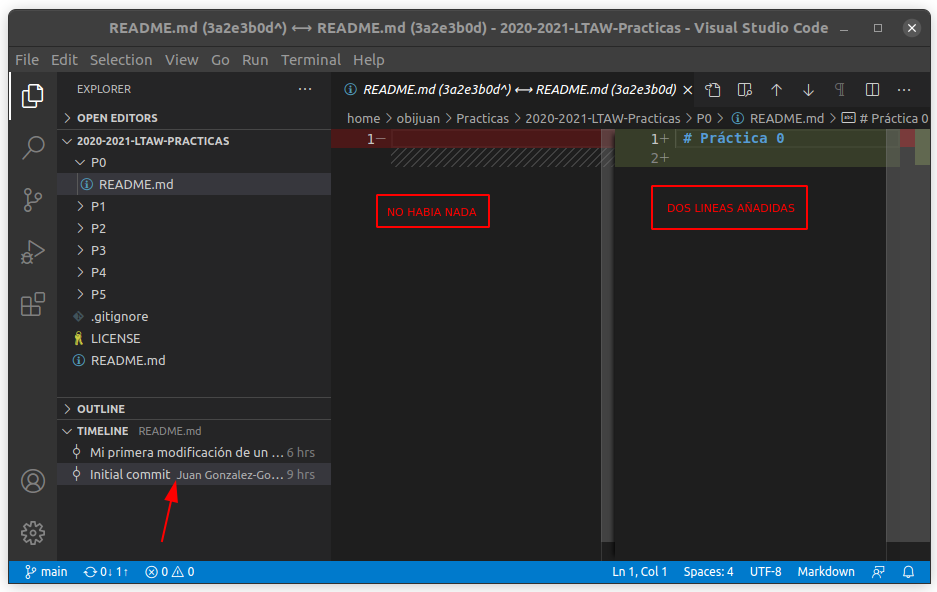 README.md (3a2e3b0d^) ⟷ README.md (3a2e3b0d) - 2020-2021-LTAW-Practicas - Visual Studio Code
File Edit Selection View Go Run Terminal Help
EXPLORER
README.md (3a2e3b0d^) ⟷ README.md (3a2e3b0d)
OPEN EDITORS
home > obijuan > Practicas > 2020-2021-LTAW-Practicas > P0 > README.md > # Práctica 0
2020-2021-LTAW-PRACTICAS
1−
1+ # Práctica 0
2+
P0
README.md
P1
P2
P3
P4
P5
.gitignore
LICENSE
README.md
NO HABIA NADA
DOS LINEAS AÑADIDAS
OUTLINE
TIMELINE README.md
Mi primera modificación de un ... 6 hrs
Initial commit Juan Gonzalez-Go... 9 hrs
main 0↓ 1↑ 0 0 Ln 1, Col 1 Spaces: 4 UTF-8 Markdown